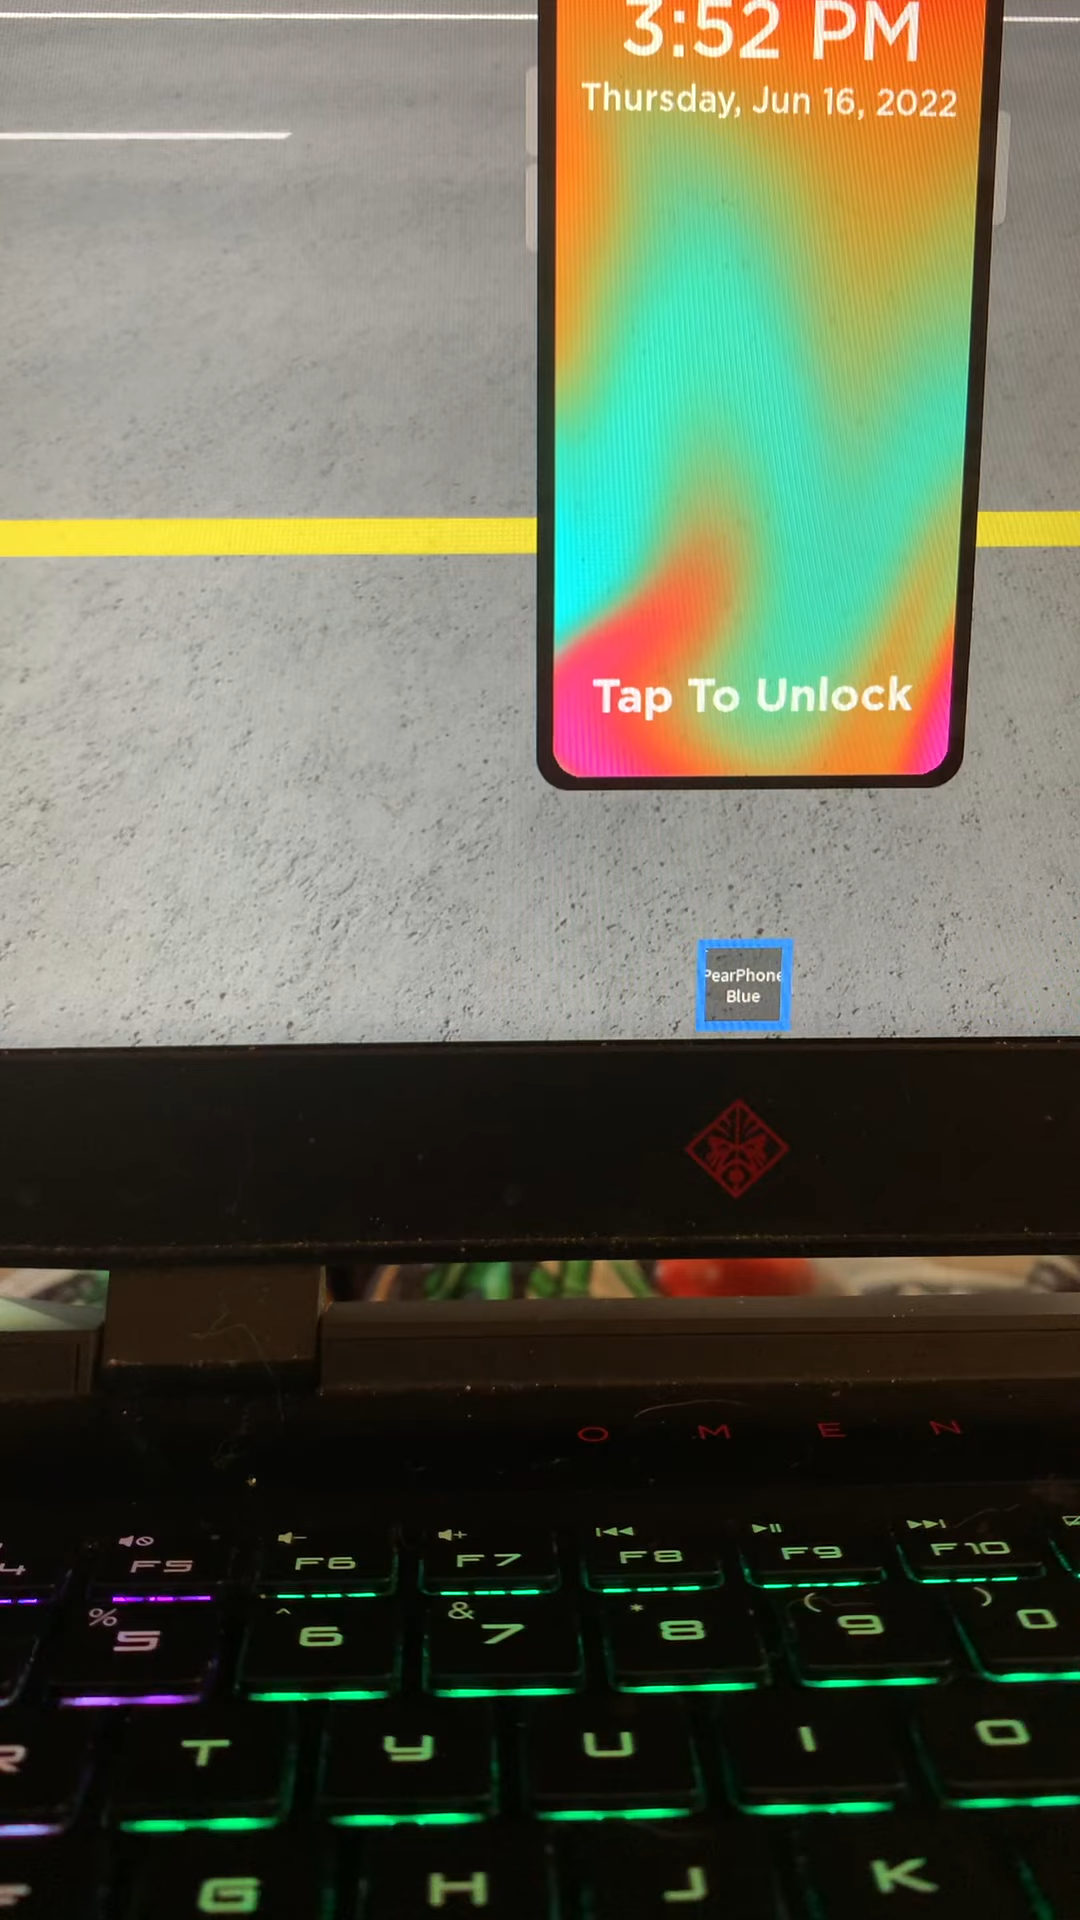 3:52 PM
Thursday, Jun 16, 2022
Tap To Unlock
PearPhone
Blue
O M E N
F5 F6 F7 F8 F9 F10
% ^ & * ( )
5 6 7 8 9 0
R T Y U I O
G H J K